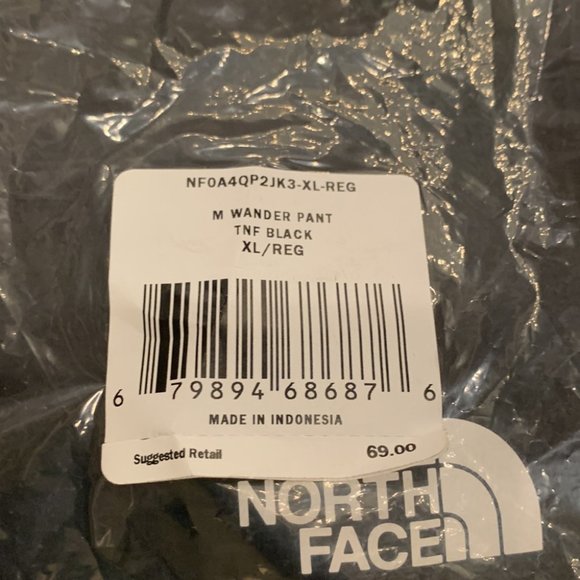 NF0A4QP2JK3-XL-REG
M WANDER PANT
TNF BLACK
XL/REG
6 79894 68687 6
MADE IN INDONESIA
Suggested Retail 69.00
NORTH
FACE